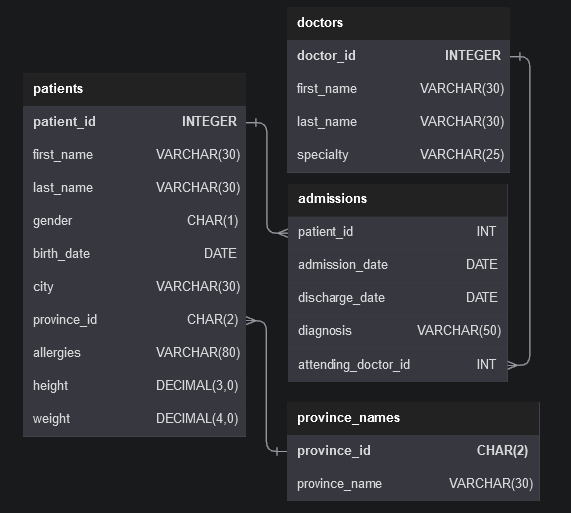 patients
patient_id INTEGER
first_name VARCHAR(30)
last_name VARCHAR(30)
gender CHAR(1)
birth_date DATE
city VARCHAR(30)
province_id CHAR(2)
allergies VARCHAR(80)
height DECIMAL(3,0)
weight DECIMAL(4,0)
doctors
doctor_id INTEGER
first_name VARCHAR(30)
last_name VARCHAR(30)
specialty VARCHAR(25)
admissions
patient_id INT
admission_date DATE
discharge_date DATE
diagnosis VARCHAR(50)
attending_doctor_id INT
province_names
province_id CHAR(2)
province_name VARCHAR(30)